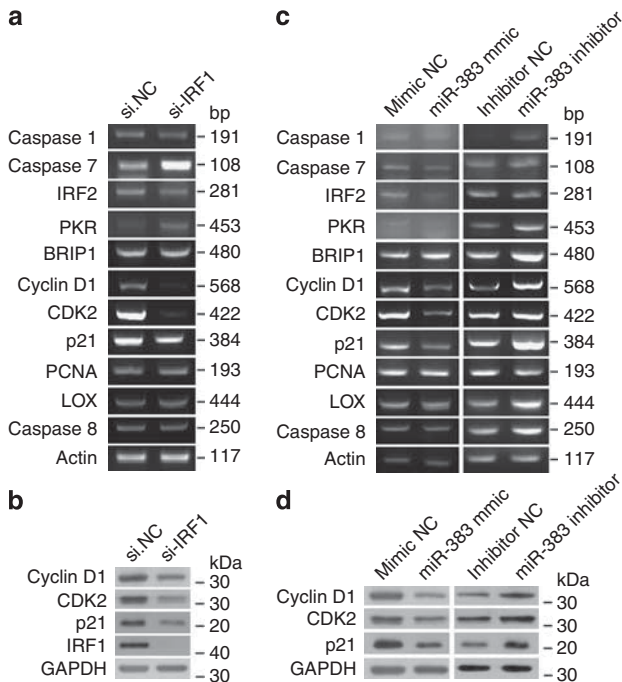 a
si.NC si-IRF1
bp
Caspase 1 191
Caspase 7 108
IRF2 281
PKR 453
BRIP1 480
Cyclin D1 568
CDK2 422
p21 384
PCNA 193
LOX 444
Caspase 8 250
Actin 117
c
Mimic NC miR-383 mmic Inhibitor NC miR-383 inhibitor
bp
Caspase 1 191
Caspase 7 108
IRF2 281
PKR 453
BRIP1 480
Cyclin D1 568
CDK2 422
p21 384
PCNA 193
LOX 444
Caspase 8 250
Actin 117
b
si.NC si-IRF1
kDa
Cyclin D1 30
CDK2 30
p21 20
IRF1 40
GAPDH 30
d
Mimic NC miR-383 mmic Inhibitor NC miR-383 inhibitor
kDa
Cyclin D1 30
CDK2 30
p21 20
GAPDH 30